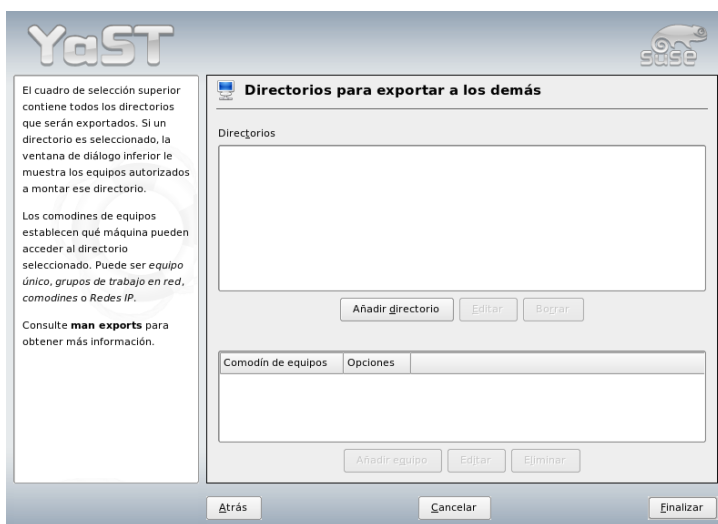 YaST
SUSE
El cuadro de selección superior
contiene todos los directorios
que serán exportados. Si un
directorio es seleccionado, la
ventana de diálogo inferior le
muestra los equipos autorizados
a montar ese directorio.
Los comodines de equipos
establecen qué máquina pueden
acceder al directorio
seleccionado. Puede ser equipo
único, grupos de trabajo en red,
comodines o Redes IP.
Consulte man exports para
obtener más información.
Directorios para exportar a los demás
Directorios
Añadir directorio
Editar
Borrar
Comodín de equipos
Opciones
Añadir equipo
Editar
Eliminar
Atrás
Cancelar
Finalizar